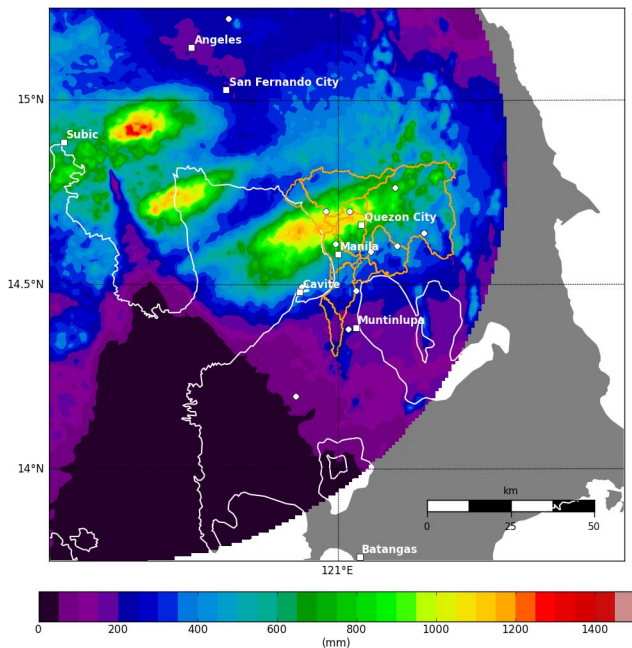 Angeles
San Fernando City
15°N
Subic
Quezon City
Manila
14.5°N
Cavite
Muntinlupa
14°N
km
0 25 50
Batangas
121°E
0 200 400 600 800 1000 1200 1400
(mm)